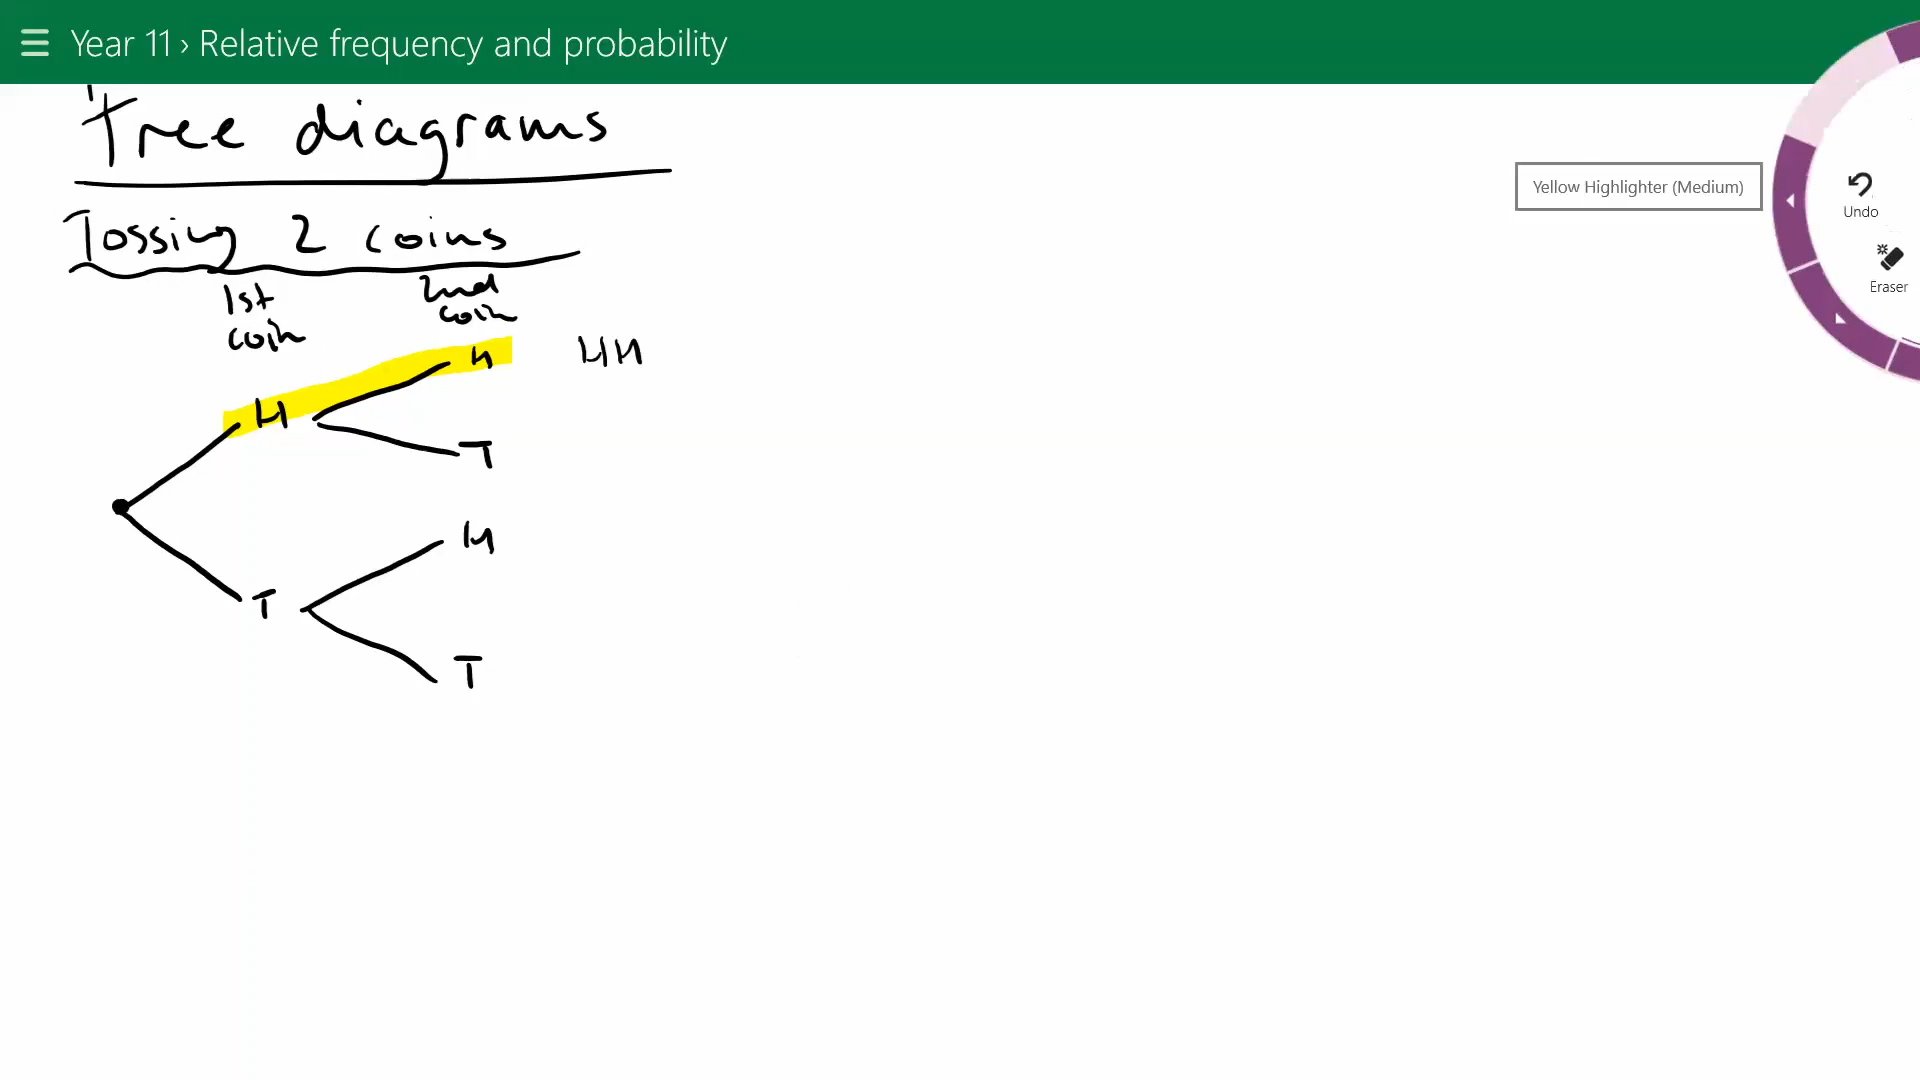 Year 11 › Relative frequency and probability
Tree diagrams
Yellow Highlighter (Medium)
Undo
Eraser
Tossing 2 coins
1st coin
2nd coin
H HH
H
T
H
T
T